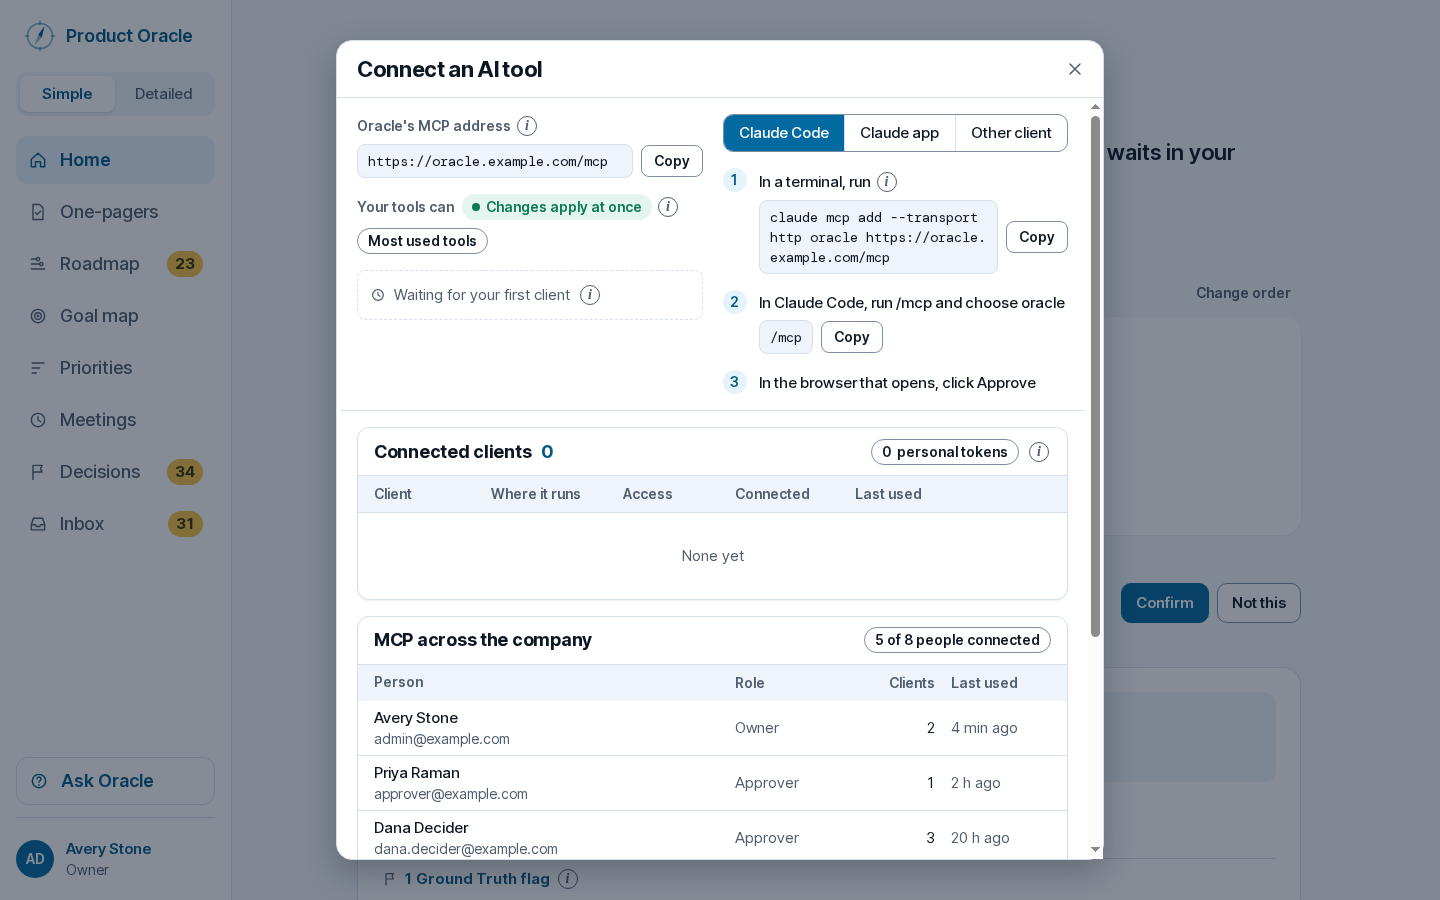 Product Oracle
Simple
Detailed
Home
One-pagers
Roadmap 23
Goal map
Priorities
Meetings
Decisions 34
Inbox 31
Ask Oracle
AD
Avery Stone
Owner
Connect an AI tool
Oracle's MCP address
https://oracle.example.com/mcp
Copy
Your tools can
Changes apply at once
Most used tools
Waiting for your first client
Claude Code
Claude app
Other client
1 In a terminal, run
claude mcp add --transport
http oracle https://oracle.
example.com/mcp
Copy
2 In Claude Code, run /mcp and choose oracle
/mcp
Copy
3 In the browser that opens, click Approve
Connected clients 0
0 personal tokens
Client Where it runs Access Connected Last used
None yet
MCP across the company
5 of 8 people connected
Person Role Clients Last used
Avery Stone
admin@example.com
Owner 2 4 min ago
Priya Raman
approver@example.com
Approver 1 2 h ago
Dana Decider
dana.decider@example.com
Approver 3 20 h ago
waits in your
Change order
Confirm
Not this
1 Ground Truth flag